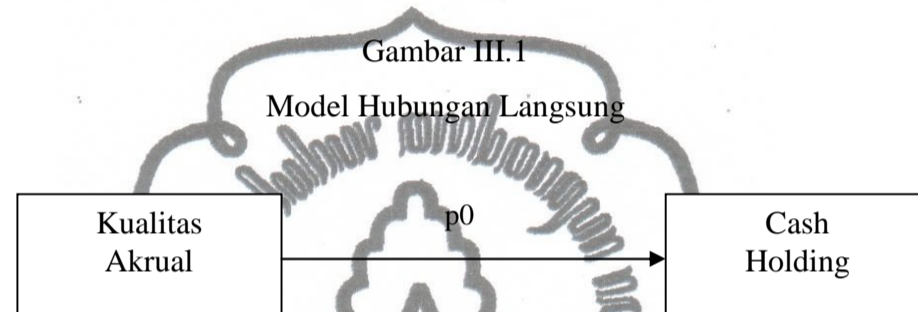 Gambar III.1
Model Hubungan Langsung
Kualitas
Akrual
p0
Cash
Holding